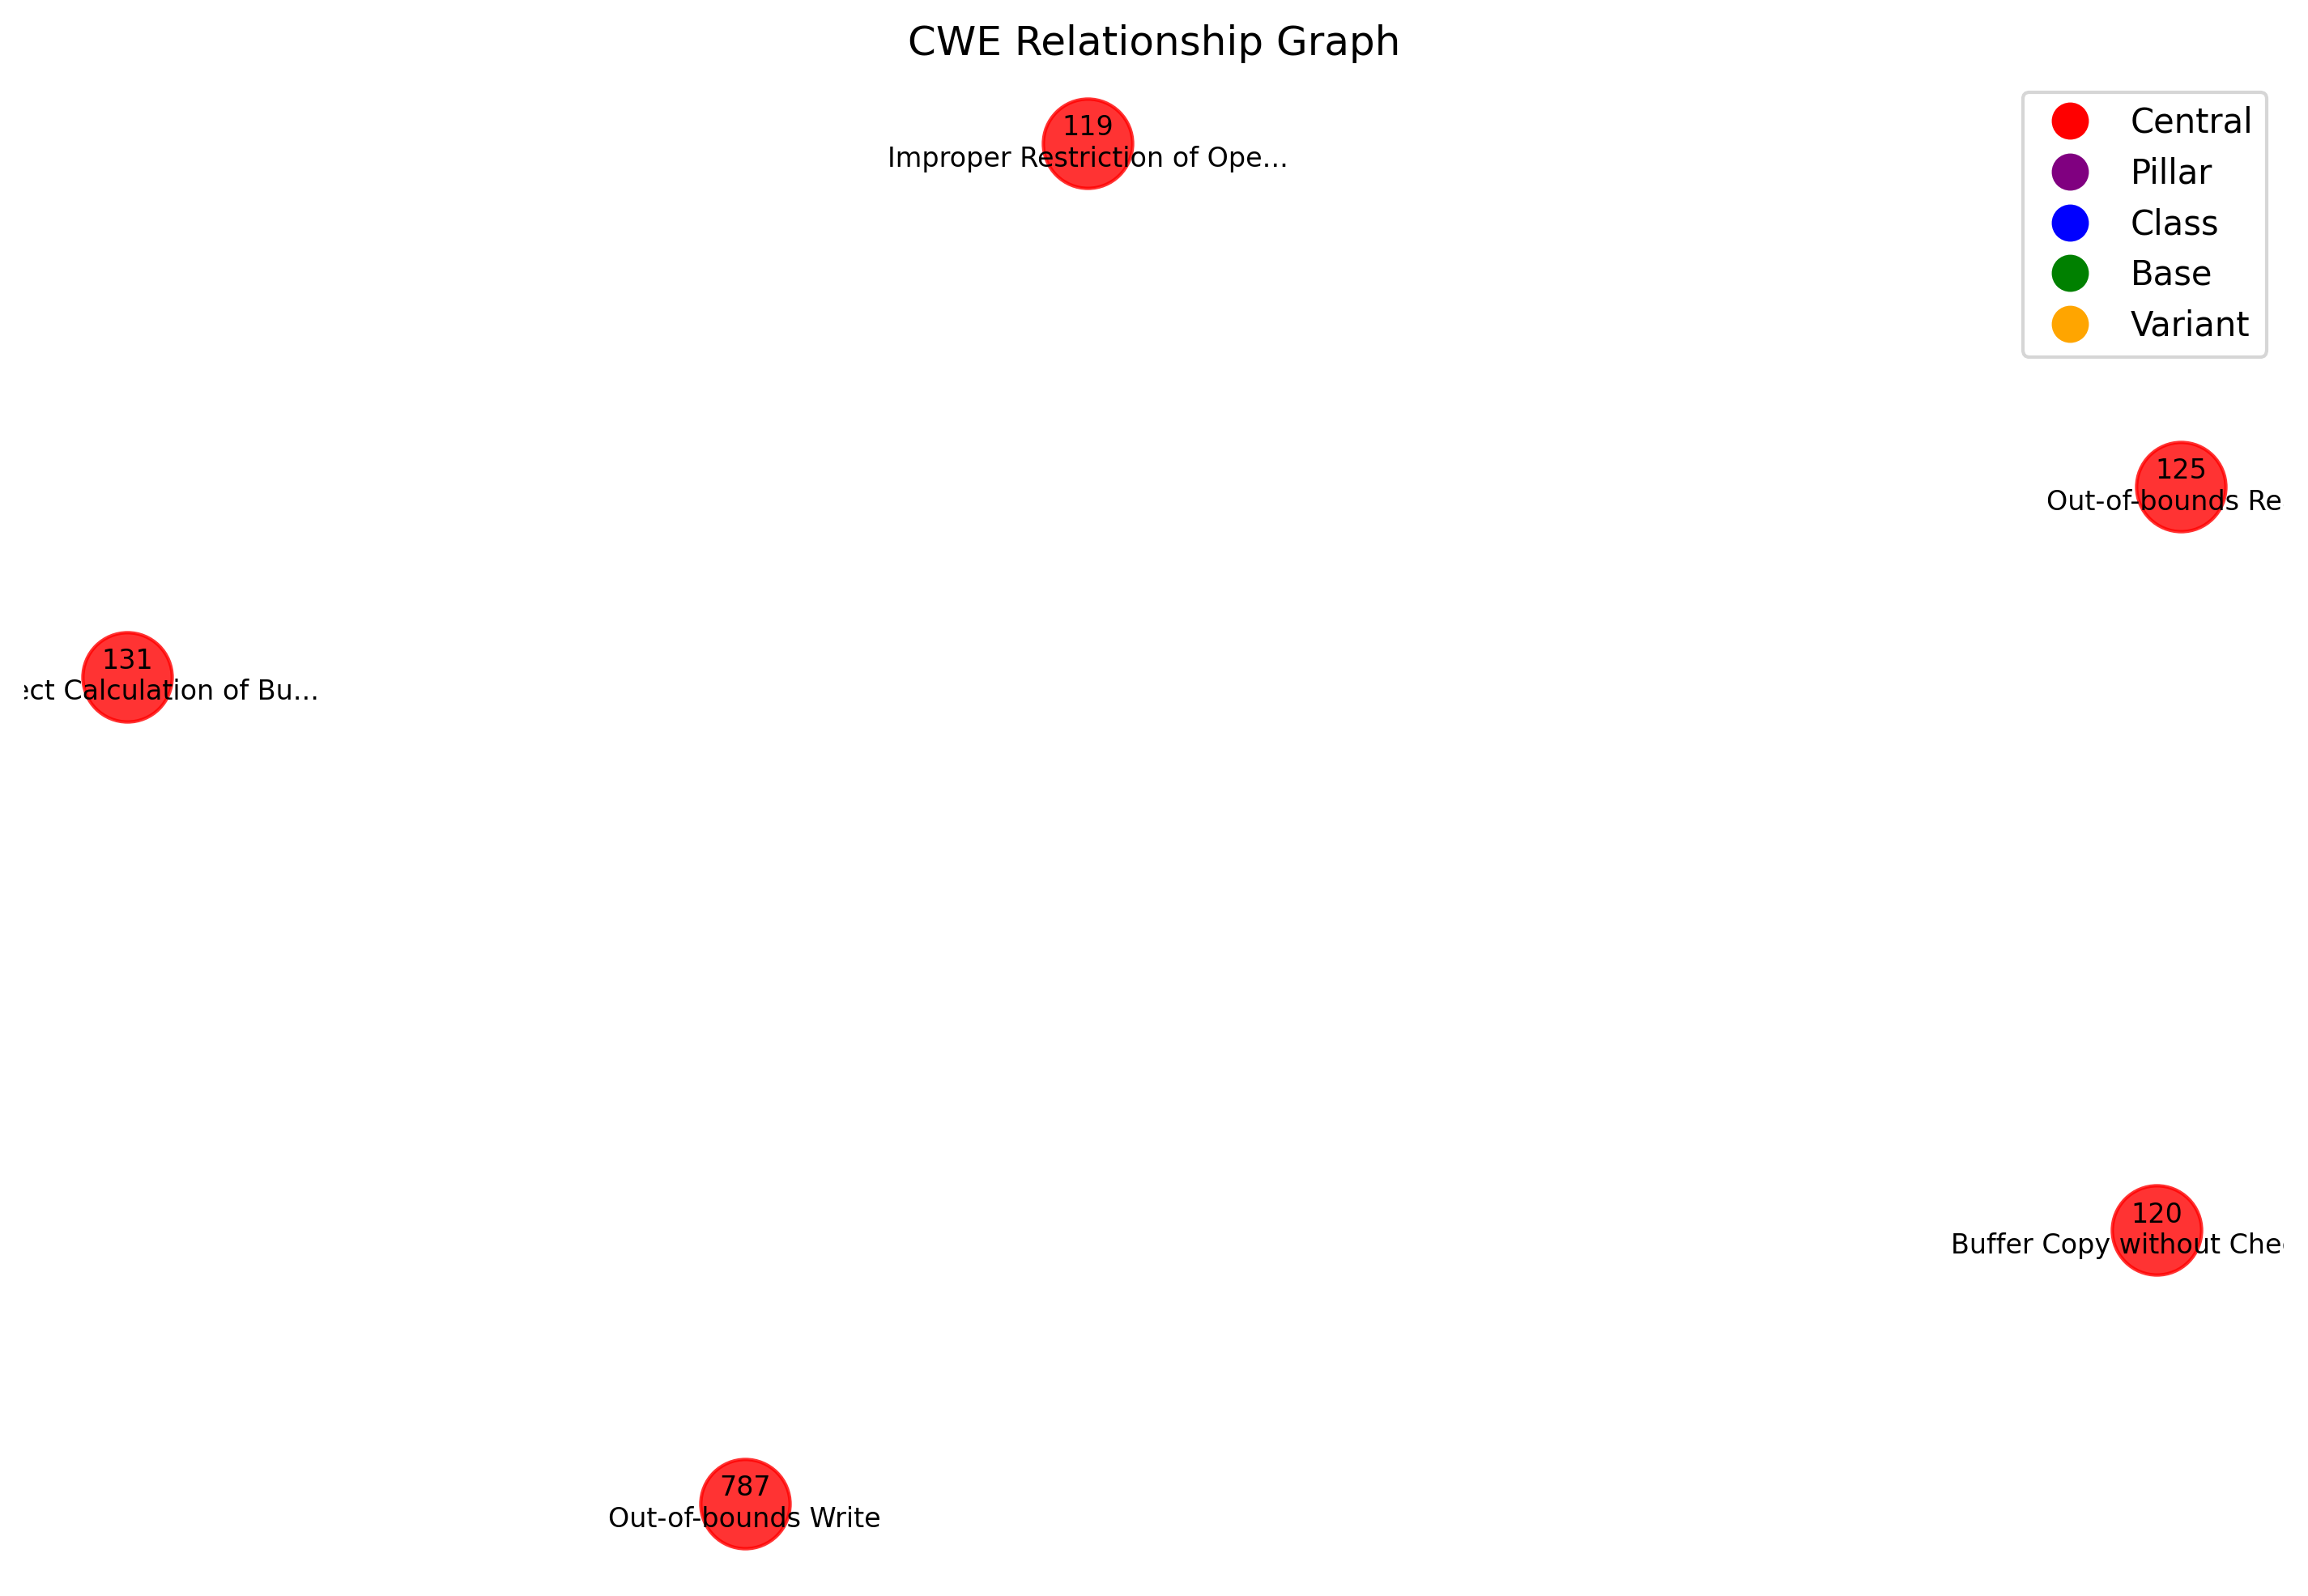 CWE Relationship Graph
119
Improper Restriction of Ope...
Central
Pillar
Class
Base
Variant
125
Out-of-bounds Re
131
ect Calculation of Bu...
120
Buffer Copy without Che
787
Out-of-bounds Write